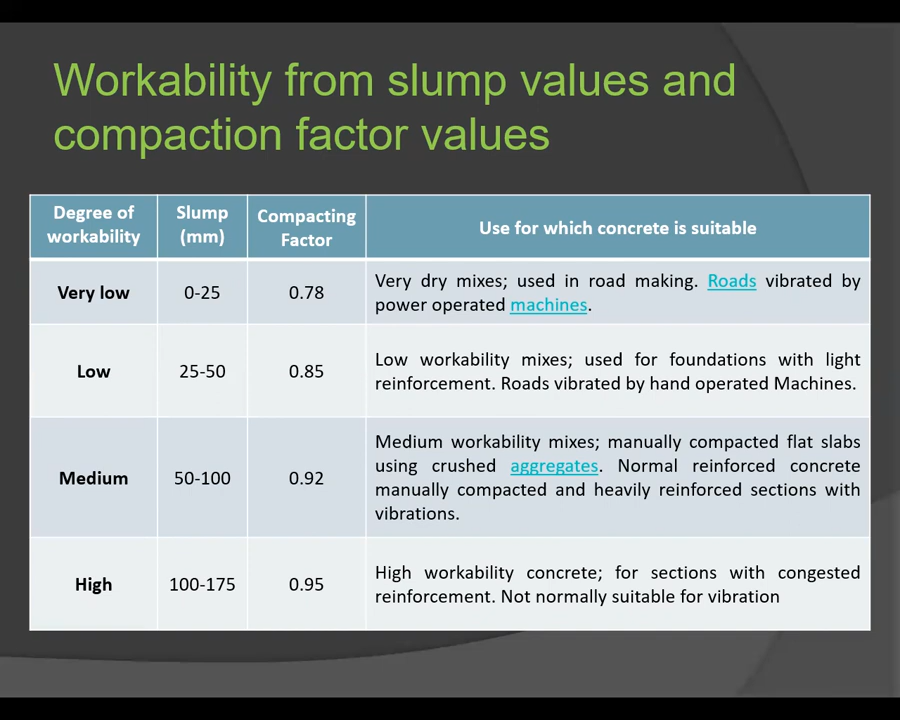 Workability from slump values and
compaction factor values
Degree of
workability
Slump
(mm)
Compacting
Factor
Use for which concrete is suitable
Very low
0-25
0.78
Very dry mixes; used in road making. Roads vibrated by
power operated machines.
Low
25-50
0.85
Low workability mixes; used for foundations with light
reinforcement. Roads vibrated by hand operated Machines.
Medium
50-100
0.92
Medium workability mixes; manually compacted flat slabs
using crushed aggregates. Normal reinforced concrete
manually compacted and heavily reinforced sections with
vibrations.
High
100-175
0.95
High workability concrete; for sections with congested
reinforcement. Not normally suitable for vibration